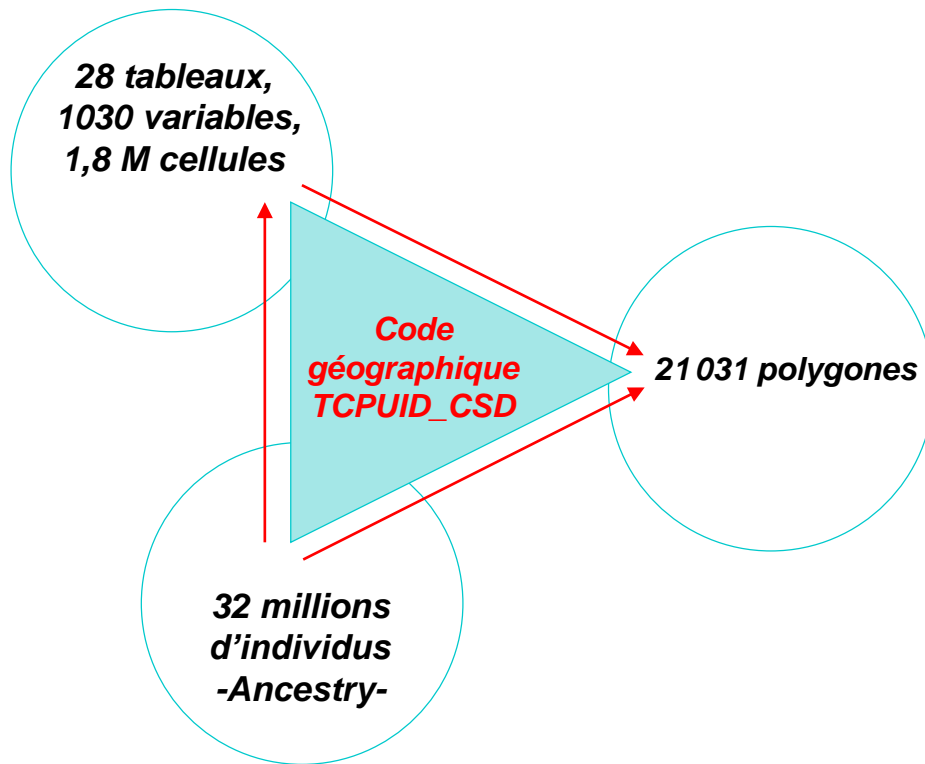 28 tableaux,
1030 variables,
1,8 M cellules
Code
géographique
TCPUID_CSD
21 031 polygones
32 millions
d’individus
-Ancestry-